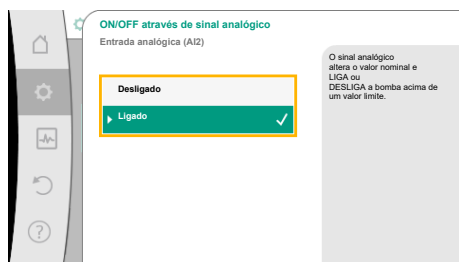 ON/OFF através de sinal analógico
Entrada analógica (AI2)
Desligado
Ligado
O sinal analógico
altera o valor nominal e
LIGA ou
DESLIGA a bomba acima de
um valor limite.
?